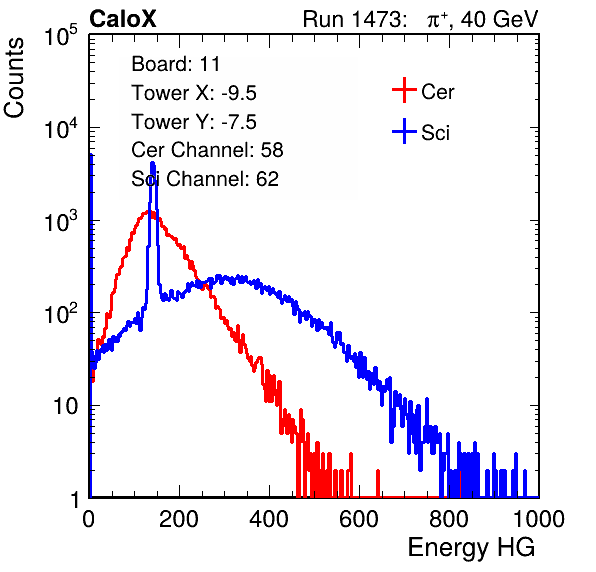 CaloX Run 1473: π⁺, 40 GeV
Board: 11
Tower X: -9.5
Tower Y: -7.5
Cer Channel: 58
Sci Channel: 62
Cer
Sci
Counts
10⁵
10⁴
10³
10²
10
1
0 200 400 600 800 1000
Energy HG